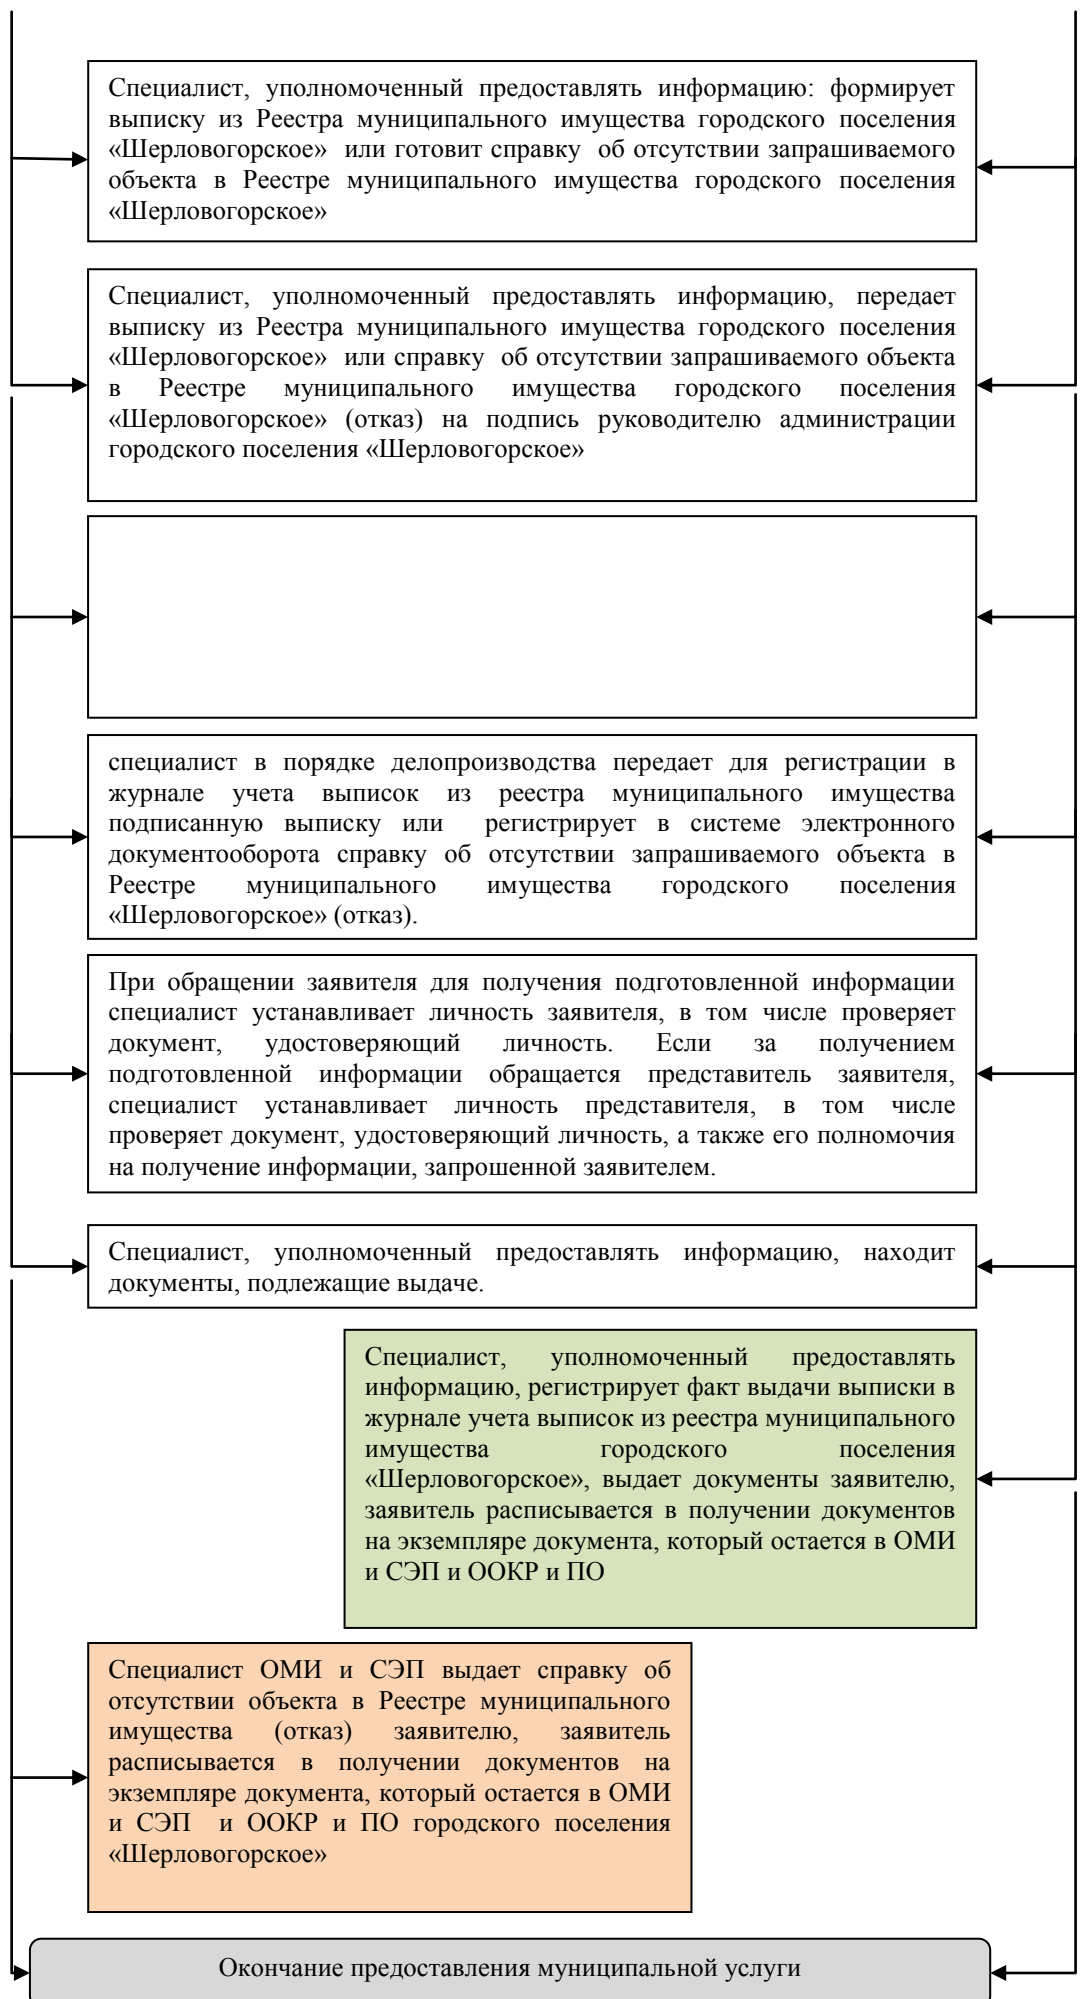 Специалист, уполномоченный предоставлять информацию: формирует
выписку из Реестра муниципального имущества городского поселения
«Шерловогорское» или готовит справку об отсутствии запрашиваемого
объекта в Реестре муниципального имущества городского поселения
«Шерловогорское»
Специалист, уполномоченный предоставлять информацию, передает
выписку из Реестра муниципального имущества городского поселения
«Шерловогорское» или справку об отсутствии запрашиваемого объекта
в Реестре муниципального имущества городского поселения
«Шерловогорское» (отказ) на подпись руководителю администрации
городского поселения «Шерловогорское»
специалист в порядке делопроизводства передает для регистрации в
журнале учета выписок из реестра муниципального имущества
подписанную выписку или регистрирует в системе электронного
документооборота справку об отсутствии запрашиваемого объекта в
Реестре муниципального имущества городского поселения
«Шерловогорское» (отказ).
При обращении заявителя для получения подготовленной информации
специалист устанавливает личность заявителя, в том числе проверяет
документ, удостоверяющий личность. Если за получением
подготовленной информации обращается представитель заявителя,
специалист устанавливает личность представителя, в том числе
проверяет документ, удостоверяющий личность, а также его полномочия
на получение информации, запрошенной заявителем.
Специалист, уполномоченный предоставлять информацию, находит
документы, подлежащие выдаче.
Специалист, уполномоченный предоставлять
информацию, регистрирует факт выдачи выписки в
журнале учета выписок из реестра муниципального
имущества городского поселения
«Шерловогорское», выдает документы заявителю,
заявитель расписывается в получении документов
на экземпляре документа, который остается в ОМИ
и СЭП и ООКР и ПО
Специалист ОМИ и СЭП выдает справку об
отсутствии объекта в Реестре муниципального
имущества (отказ) заявителю, заявитель
расписывается в получении документов на
экземпляре документа, который остается в ОМИ
и СЭП и ООКР и ПО городского поселения
«Шерловогорское»
Окончание предоставления муниципальной услуги